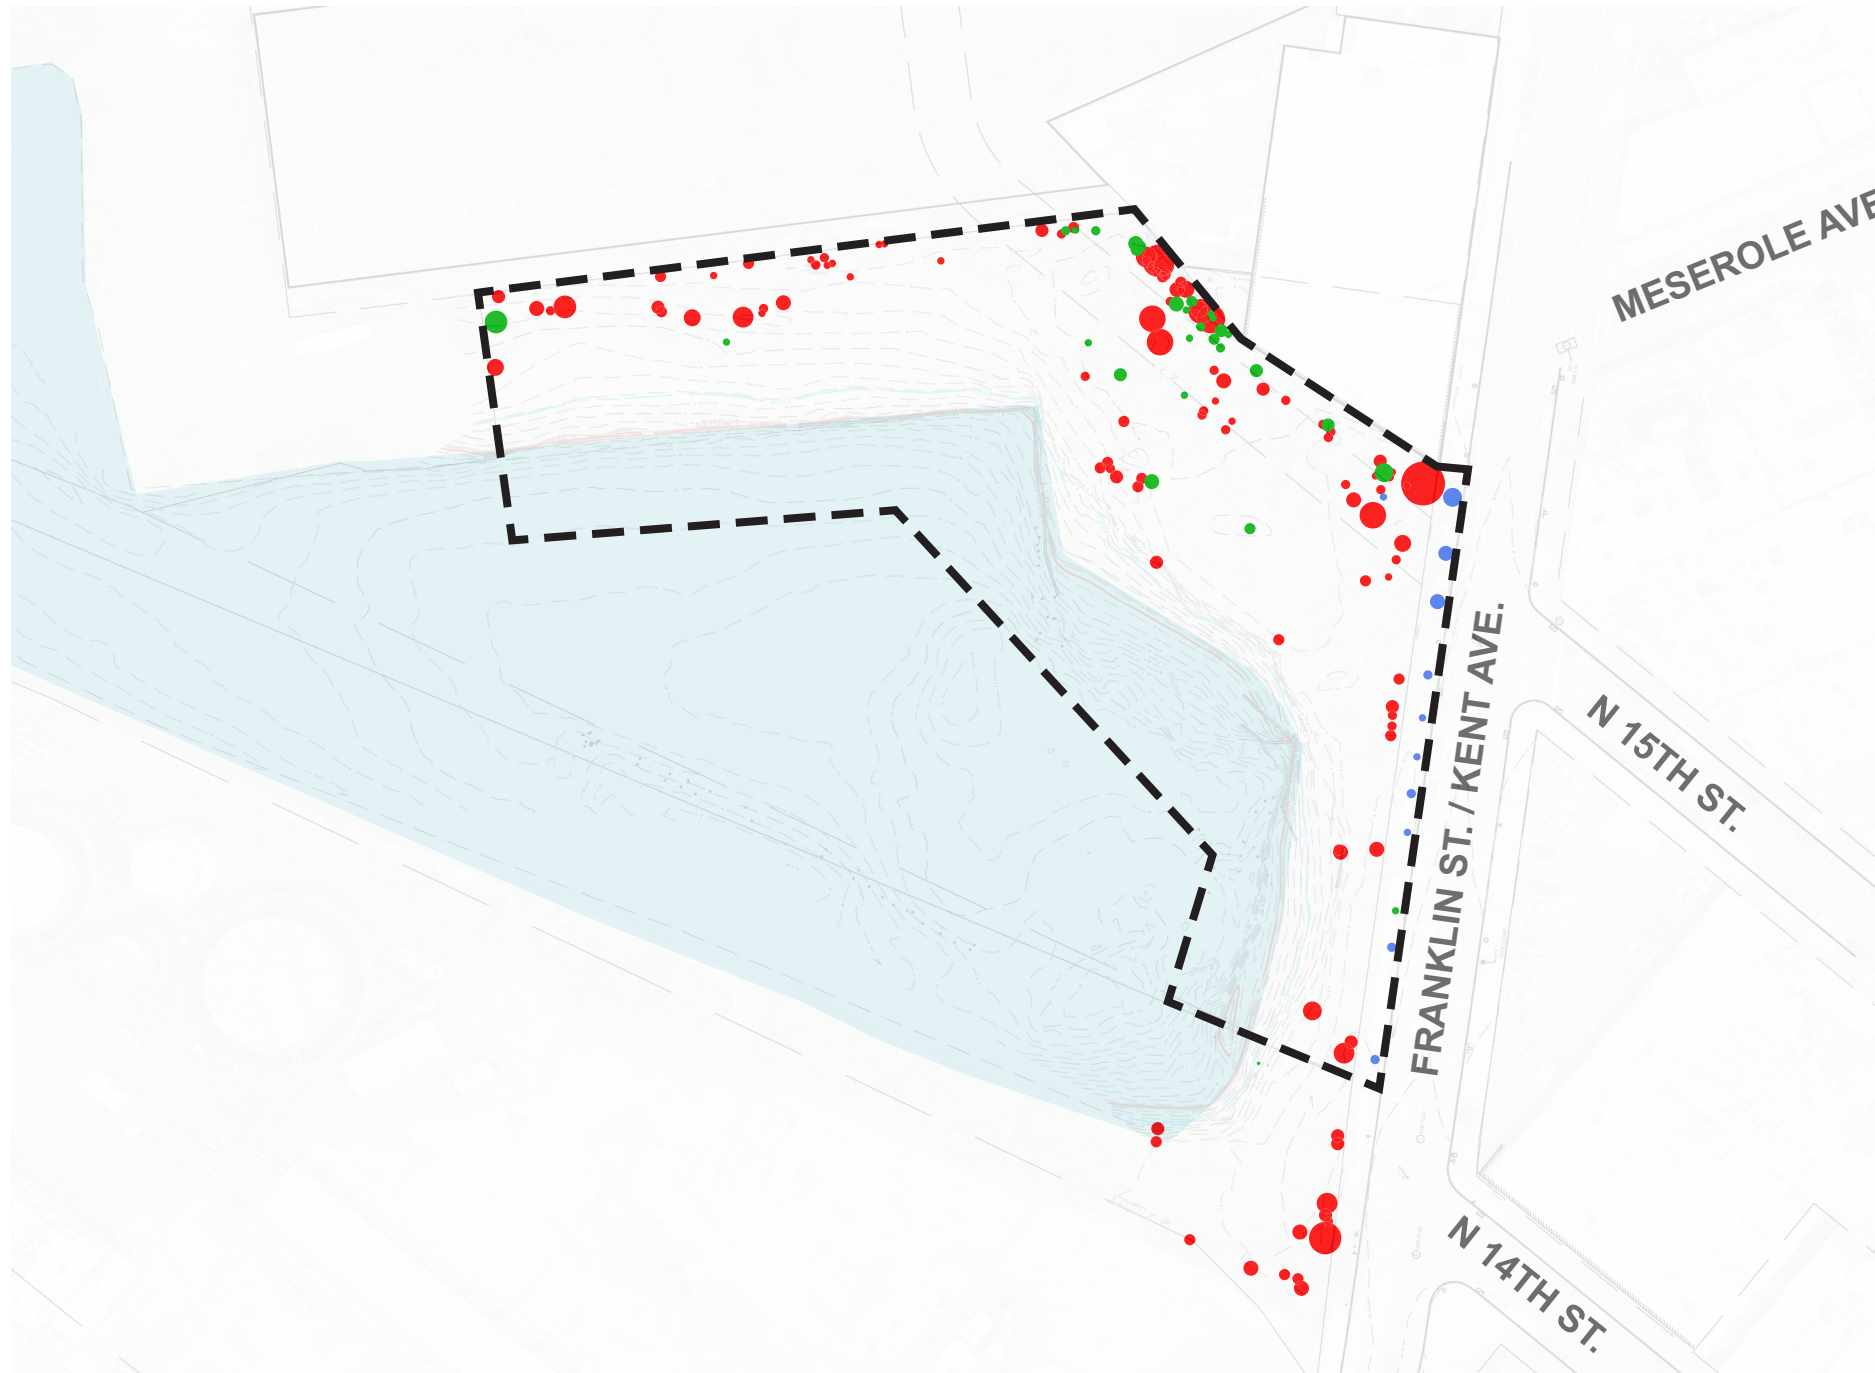 MESEROLE AVE
N 15TH ST.
FRANKLIN ST. / KENT AVE.
N 14TH ST.